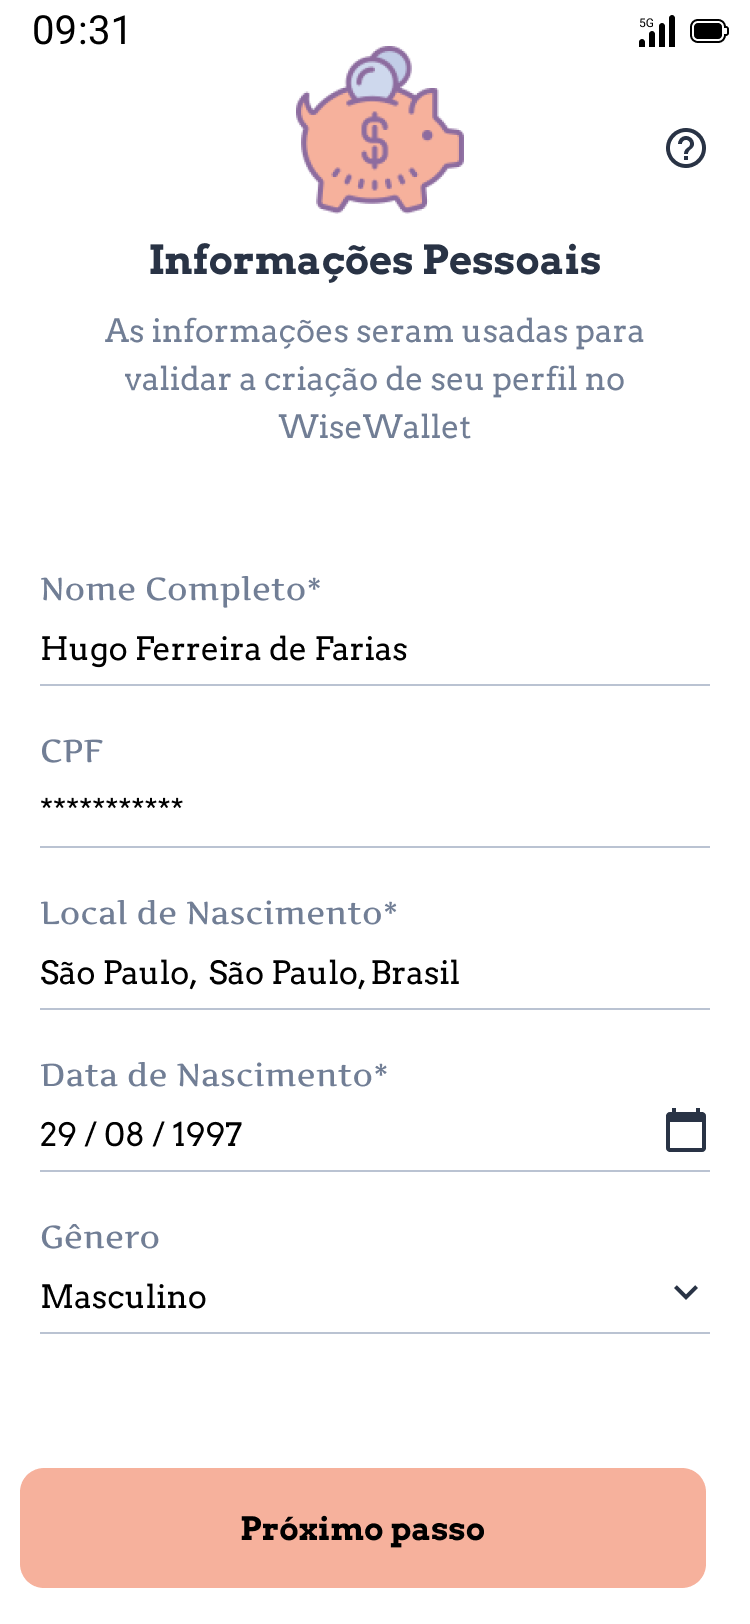 09:31
5G
$
Informações Pessoais
As informações seram usadas para
validar a criação de seu perfil no
WiseWallet
Nome Completo*
Hugo Ferreira de Farias
CPF
***********
Local de Nascimento*
São Paulo, São Paulo, Brasil
Data de Nascimento*
29 / 08 / 1997
Gênero
Masculino
Próximo passo